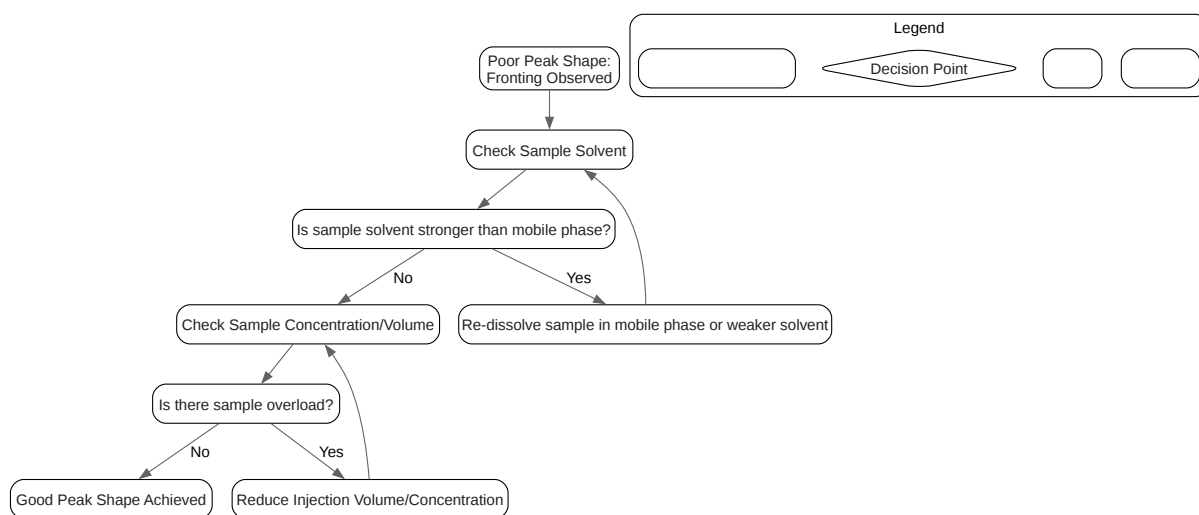 Legend
Poor Peak Shape:
Fronting Observed
Decision Point
Check Sample Solvent
Is sample solvent stronger than mobile phase?
No
Yes
Check Sample Concentration/Volume
Re-dissolve sample in mobile phase or weaker solvent
Is there sample overload?
No
Yes
Good Peak Shape Achieved
Reduce Injection Volume/Concentration